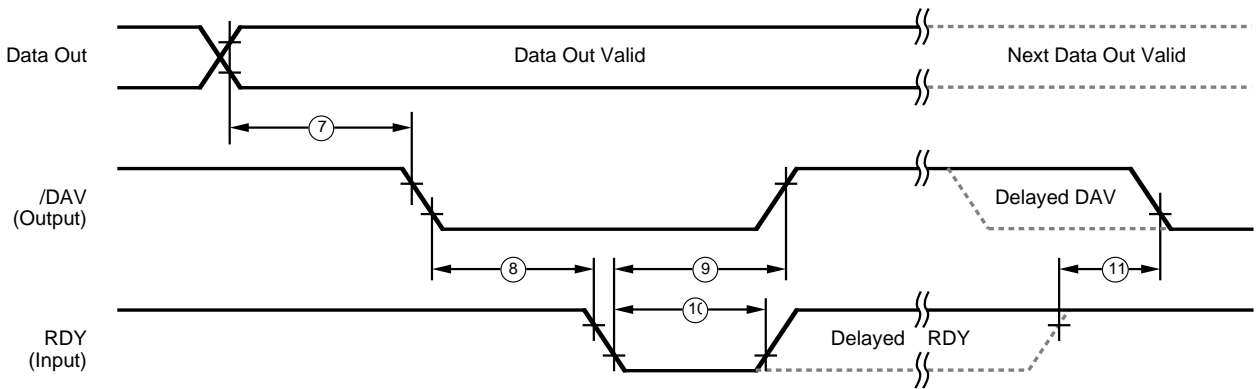 Data Out
Data Out Valid
Next Data Out Valid
7
/DAV
(Output)
Delayed DAV
8
9
11
10
RDY
(Input)
Delayed RDY